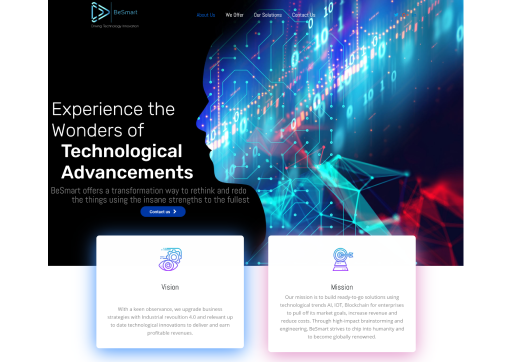 BeSmart
Driving Technology Innovation
About Us We Offer Our Solutions Contact Us
Experience the
Wonders of
Technological
Advancements
BeSmart offers a transformation way to rethink and redo
the things using the insane strengths to the fullest
Contact us
Vision
With a keen observance, we upgrade business
strategies with Industrial revolution 4.0 and relevant up
to date technological innovations to deliver and earn
profitable revenues.
Mission
Our mission is to build ready-to-go solutions using
technological trends AI, IOT, Blockchain for enterprises
to pull off its market goals, increase revenue and
reduce costs. Through high-impact brainstorming and
engineering, BeSmart strives to chip into humanity and
to become globally renowned